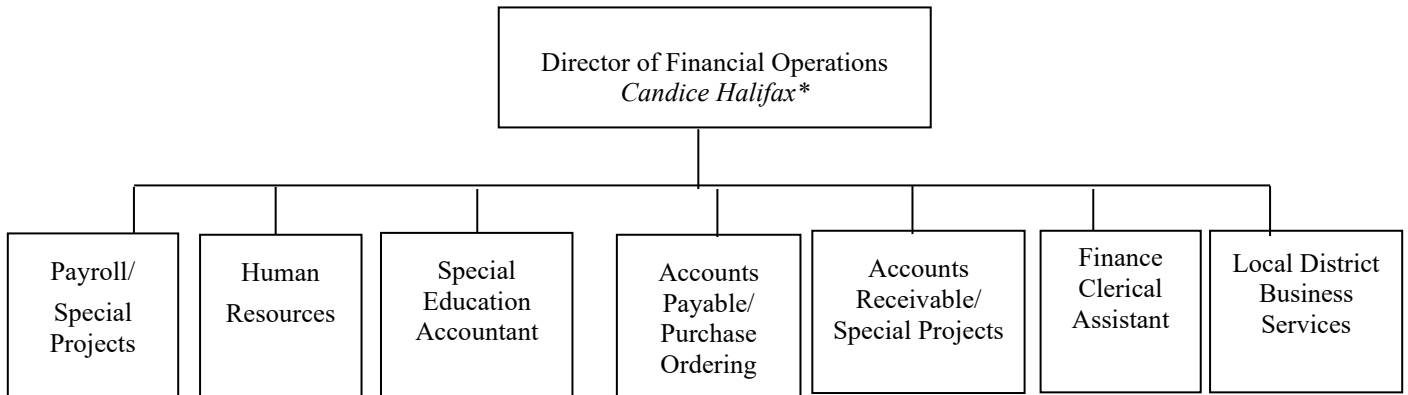 Director of Financial Operations
Candice Halifax*
Payroll/
Special
Projects
Human
Resources
Special
Education
Accountant
Accounts
Payable/
Purchase
Ordering
Accounts
Receivable/
Special Projects
Finance
Clerical
Assistant
Local District
Business
Services